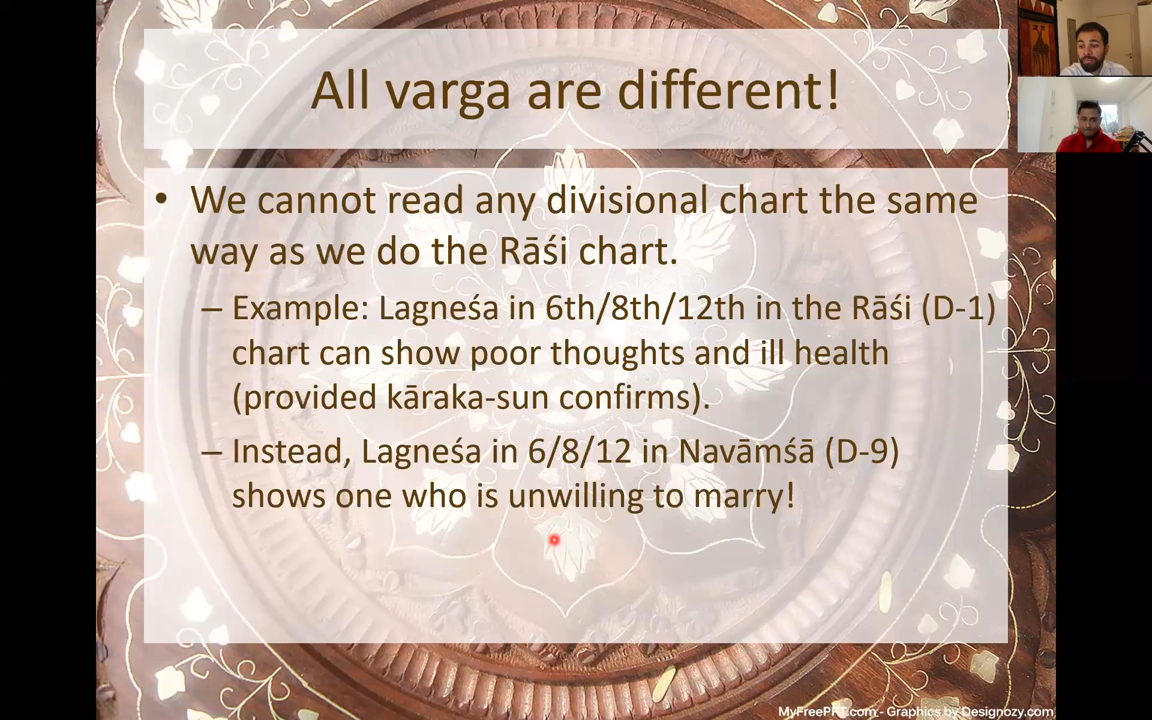 All varga are different!
• We cannot read any divisional chart the same
way as we do the Rāśi chart.
– Example: Lagneśa in 6th/8th/12th in the Rāśi (D-1)
chart can show poor thoughts and ill health
(provided kāraka-sun confirms).
– Instead, Lagneśa in 6/8/12 in Navāmśā (D-9)
shows one who is unwilling to marry!
MyFreePPT.com - Graphics by Designozy.com